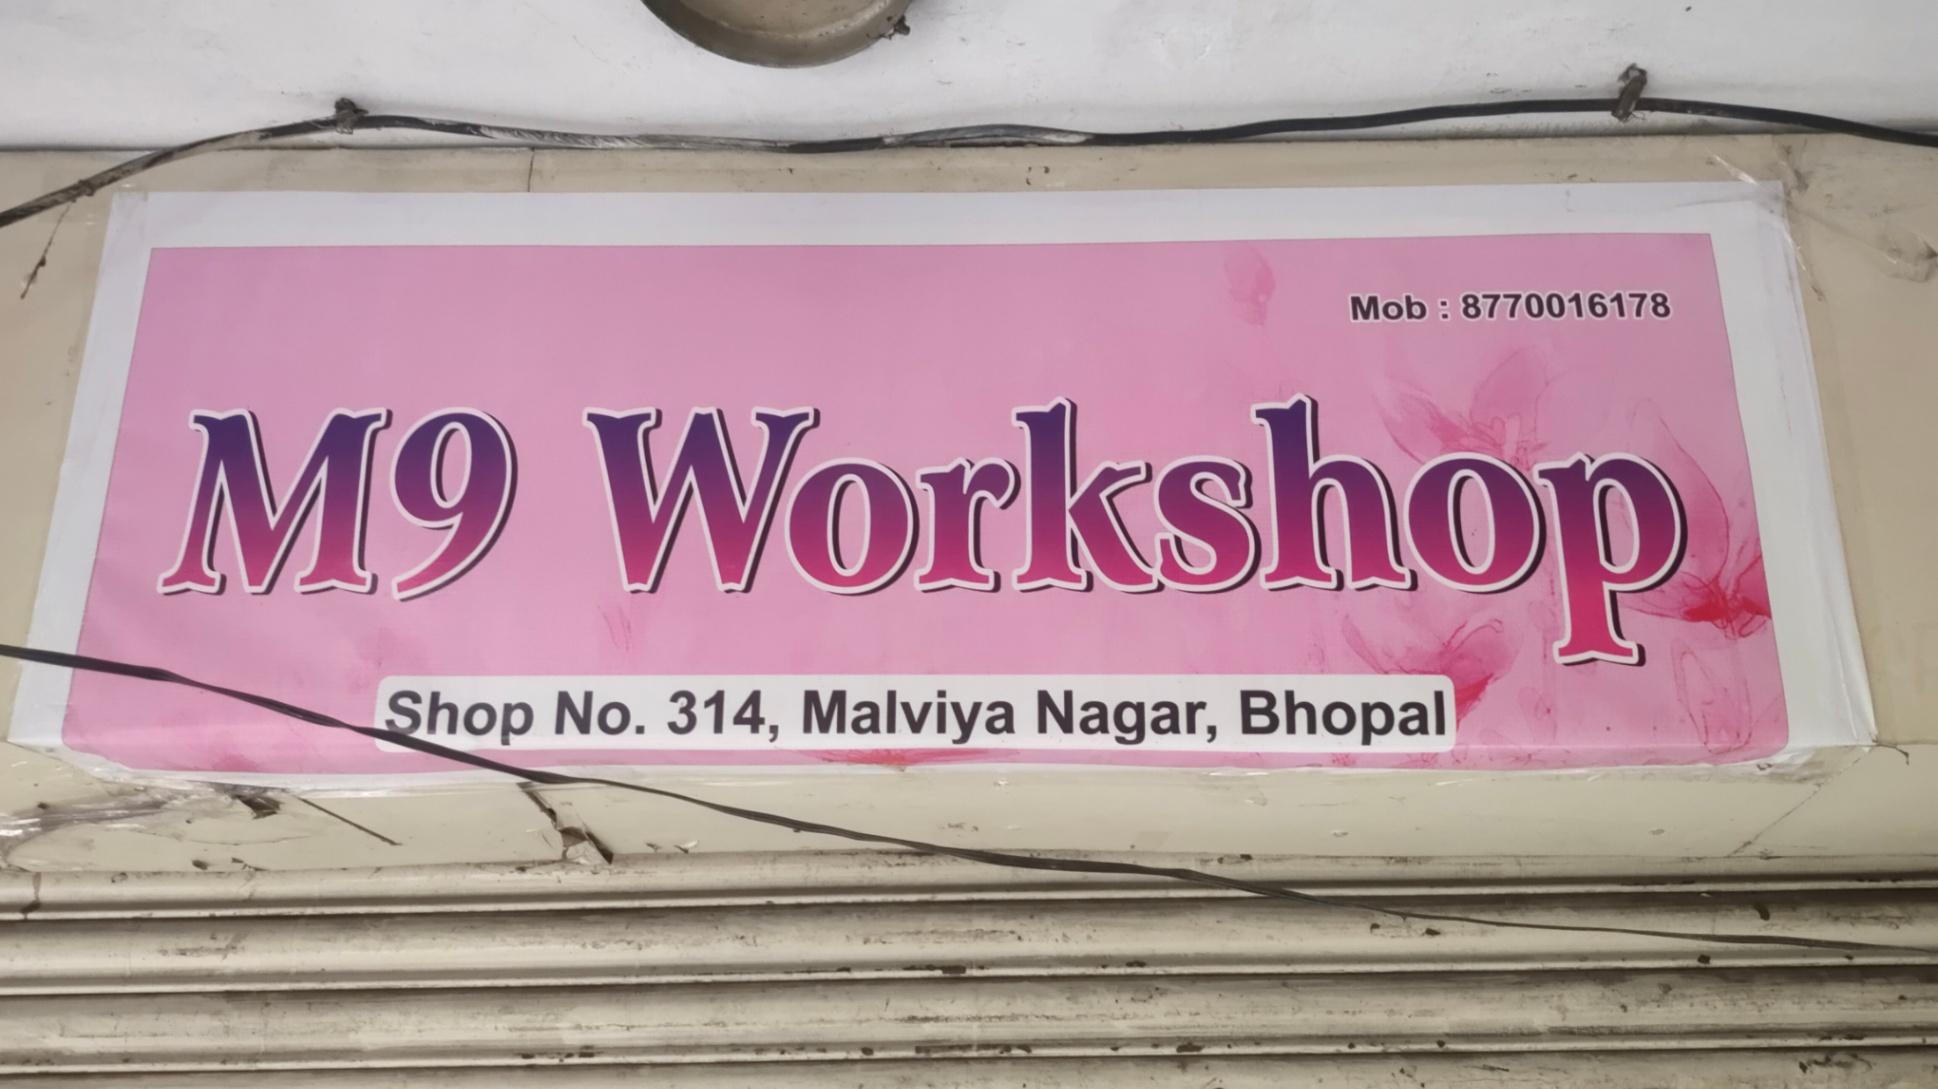 Mob : 8770016178
M9 Workshop
Shop No. 314, Malviya Nagar, Bhopal